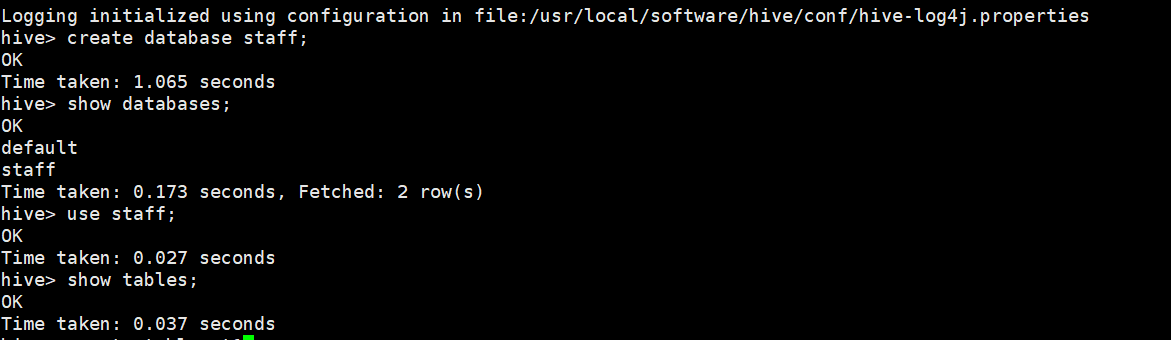 Logging initialized using configuration in file:/usr/local/software/hive/conf/hive-log4j.properties
hive> create database staff;
OK
Time taken: 1.065 seconds
hive> show databases;
OK
default
staff
Time taken: 0.173 seconds, Fetched: 2 row(s)
hive> use staff;
OK
Time taken: 0.027 seconds
hive> show tables;
OK
Time taken: 0.037 seconds